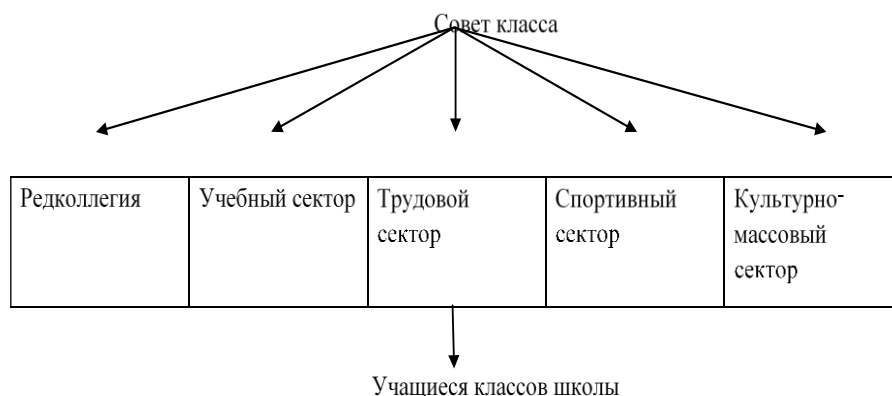 Совет класса
Редколлегия
Учебный сектор
Трудовой
сектор
Спортивный
сектор
Культурно-
массовый
сектор
Учащиеся классов школы